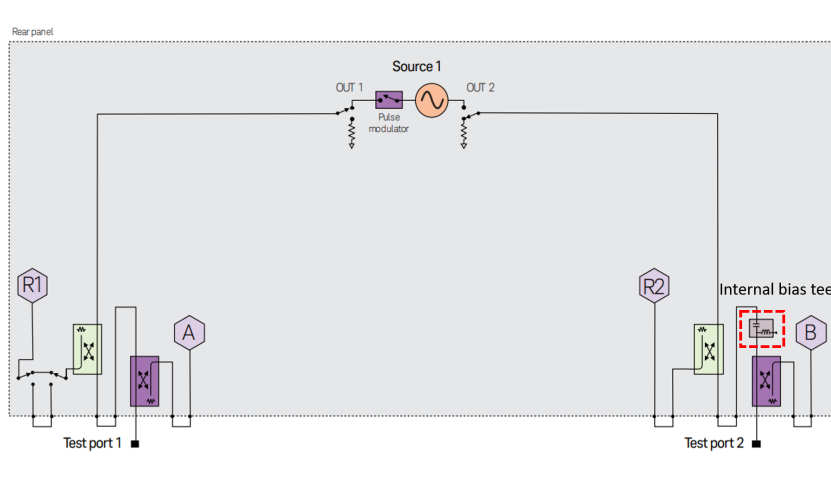 Rear panel
Source 1
OUT 1
OUT 2
Pulse
modulator
R1
A
R2
Internal bias tee
B
Test port 1
Test port 2